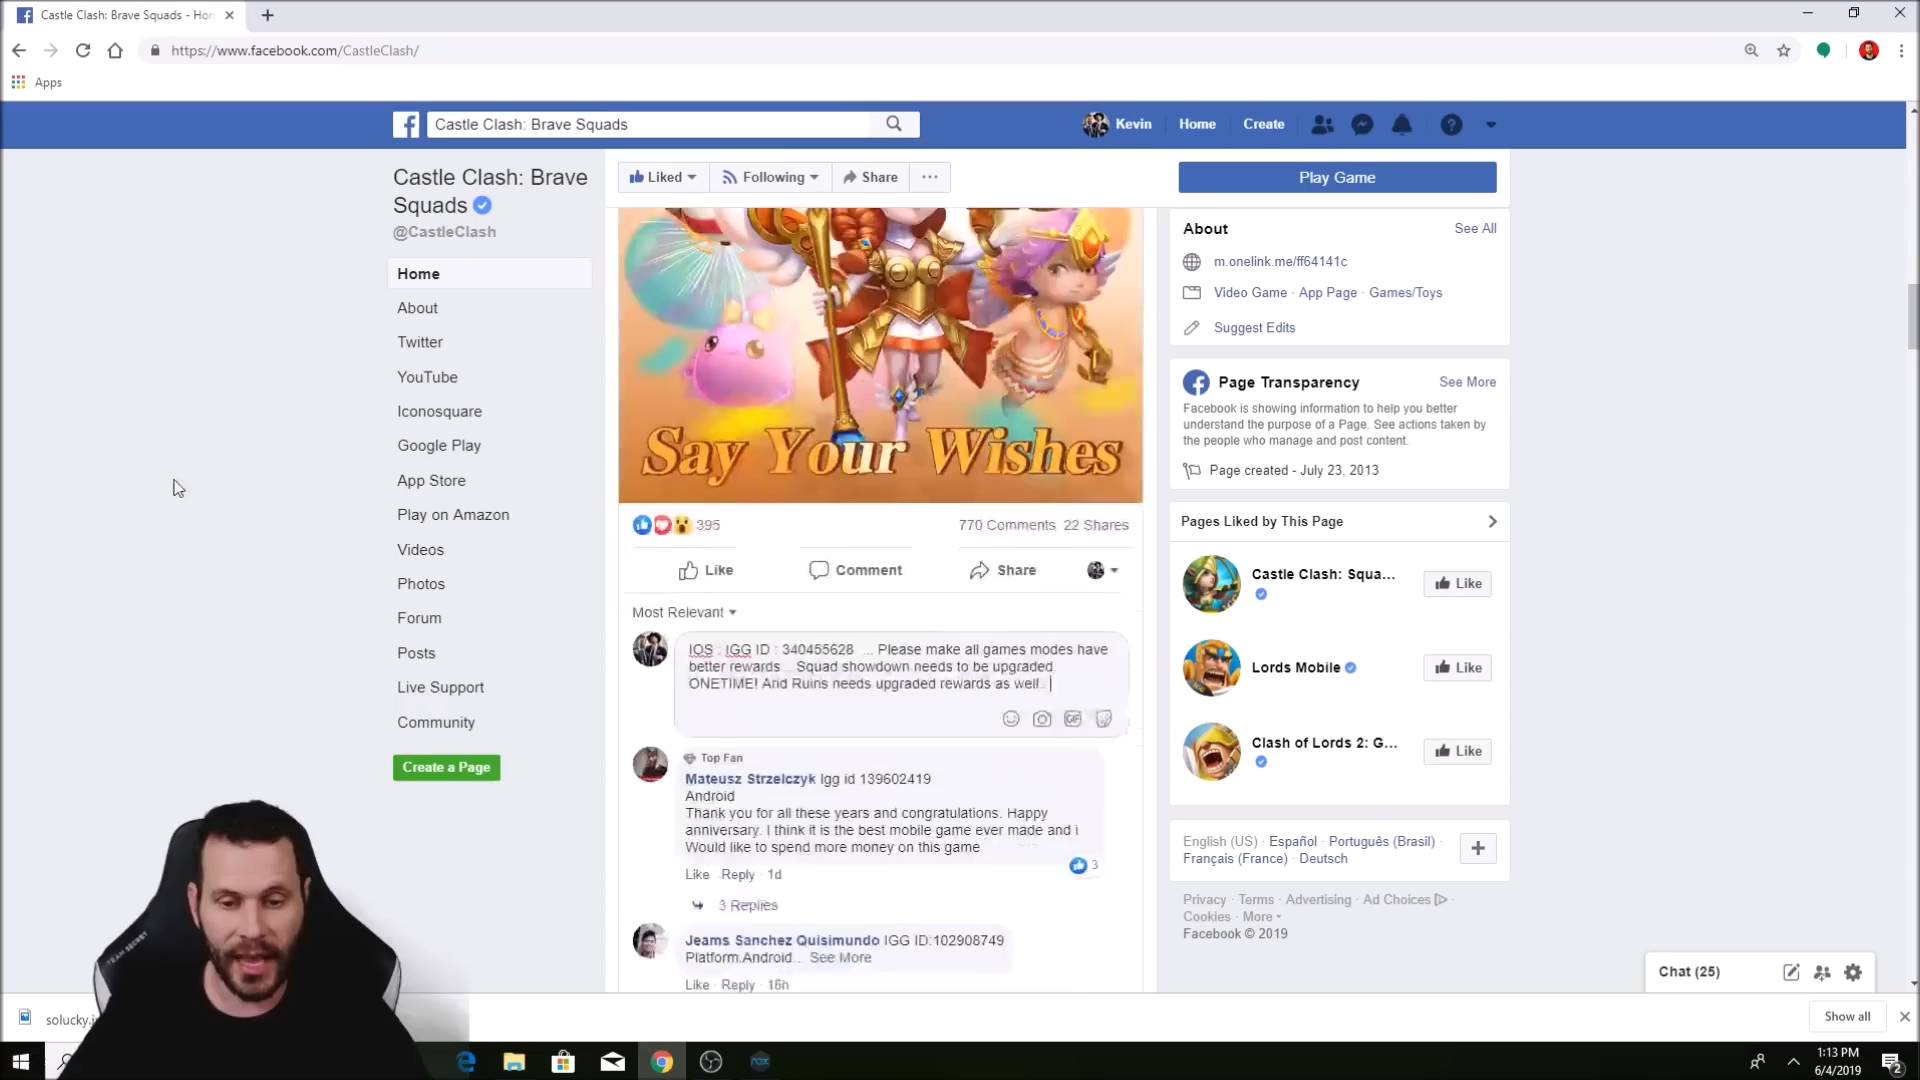 Castle Clash: Brave Squads - Hom
https://www.facebook.com/CastleClash/
Apps
Castle Clash: Brave Squads
Kevin
Home
Create
Castle Clash: Brave
Squads
@CastleClash
Home
About
Twitter
YouTube
Iconosquare
Google Play
App Store
Play on Amazon
Videos
Photos
Forum
Posts
Live Support
Community
Create a Page
Liked
Following
Share
Play Game
Say Your Wishes
395
770 Comments 22 Shares
Like
Comment
Share
Most Relevant
IOS : IGG ID : 340455628 ... Please make all games modes have
better rewards .. Squad showdown needs to be upgraded
ONETIME! And Ruins needs upgraded rewards as well .
Top Fan
Mateusz Strzelczyk Igg id 139602419
Android
Thank you for all these years and congratulations. Happy
anniversary. I think it is the best mobile game ever made and i
Would like to spend more money on this game
3
Like · Reply · 1d
3 Replies
Jeams Sanchez Quisimundo IGG ID:102908749
Platform:Android... See More
Like · Reply · 16h
About
See All
m.onelink.me/ff64141c
Video Game · App Page · Games/Toys
Suggest Edits
Page Transparency
See More
Facebook is showing information to help you better
understand the purpose of a Page. See actions taken by
the people who manage and post content.
Page created - July 23, 2013
Pages Liked by This Page
Castle Clash: Squa...
Like
Lords Mobile
Like
Clash of Lords 2: G...
Like
English (US) · Español · Português (Brasil) ·
Français (France) · Deutsch
Privacy · Terms · Advertising · Ad Choices ·
Cookies · More
Facebook © 2019
Chat (25)
TEAM SECRET
Show all
1:13 PM
6/4/2019
2